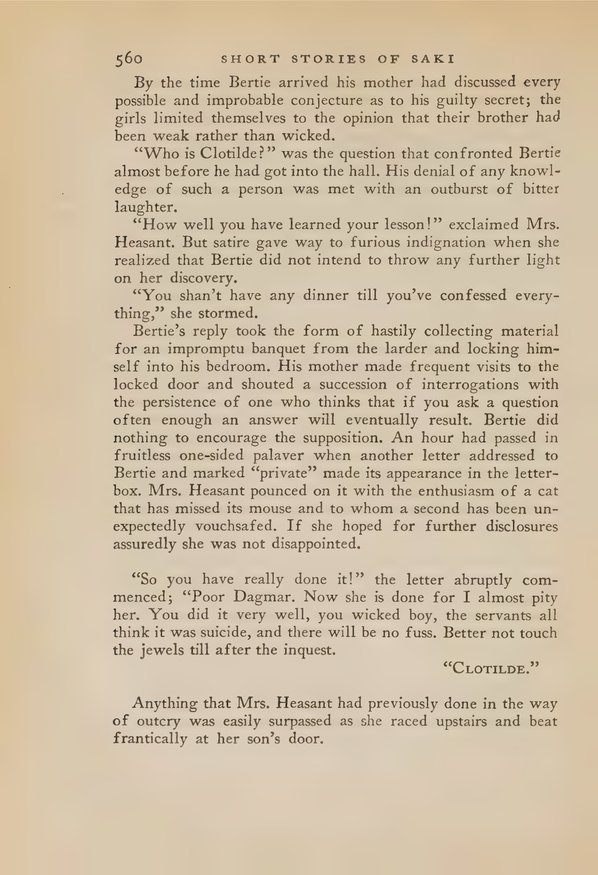 560 SHORT STORIES OF SAKI
By the time Bertie arrived his mother had discussed every
possible and improbable conjecture as to his guilty secret; the
girls limited themselves to the opinion that their brother had
been weak rather than wicked.
“Who is Clotilde?” was the question that confronted Bertie
almost before he had got into the hall. His denial of any knowl-
edge of such a person was met with an outburst of bitter
laughter.
“How well you have learned your lesson!” exclaimed Mrs.
Heasant. But satire gave way to furious indignation when she
realized that Bertie did not intend to throw any further light
on her discovery.
“You shan’t have any dinner till you’ve confessed every-
thing,” she stormed.
Bertie’s reply took the form of hastily collecting material
for an impromptu banquet from the larder and locking him-
self into his bedroom. His mother made frequent visits to the
locked door and shouted a succession of interrogations with
the persistence of one who thinks that if you ask a question
often enough an answer will eventually result. Bertie did
nothing to encourage the supposition. An hour had passed in
fruitless one-sided palaver when another letter addressed to
Bertie and marked “private” made its appearance in the letter-
box. Mrs. Heasant pounced on it with the enthusiasm of a cat
that has missed its mouse and to whom a second has been un-
expectedly vouchsafed. If she hoped for further disclosures
assuredly she was not disappointed.
“So you have really done it!” the letter abruptly com-
menced; “Poor Dagmar. Now she is done for I almost pity
her. You did it very well, you wicked boy, the servants all
think it was suicide, and there will be no fuss. Better not touch
the jewels till after the inquest.
“CLOTILDE.”
Anything that Mrs. Heasant had previously done in the way
of outcry was easily surpassed as she raced upstairs and beat
frantically at her son’s door.